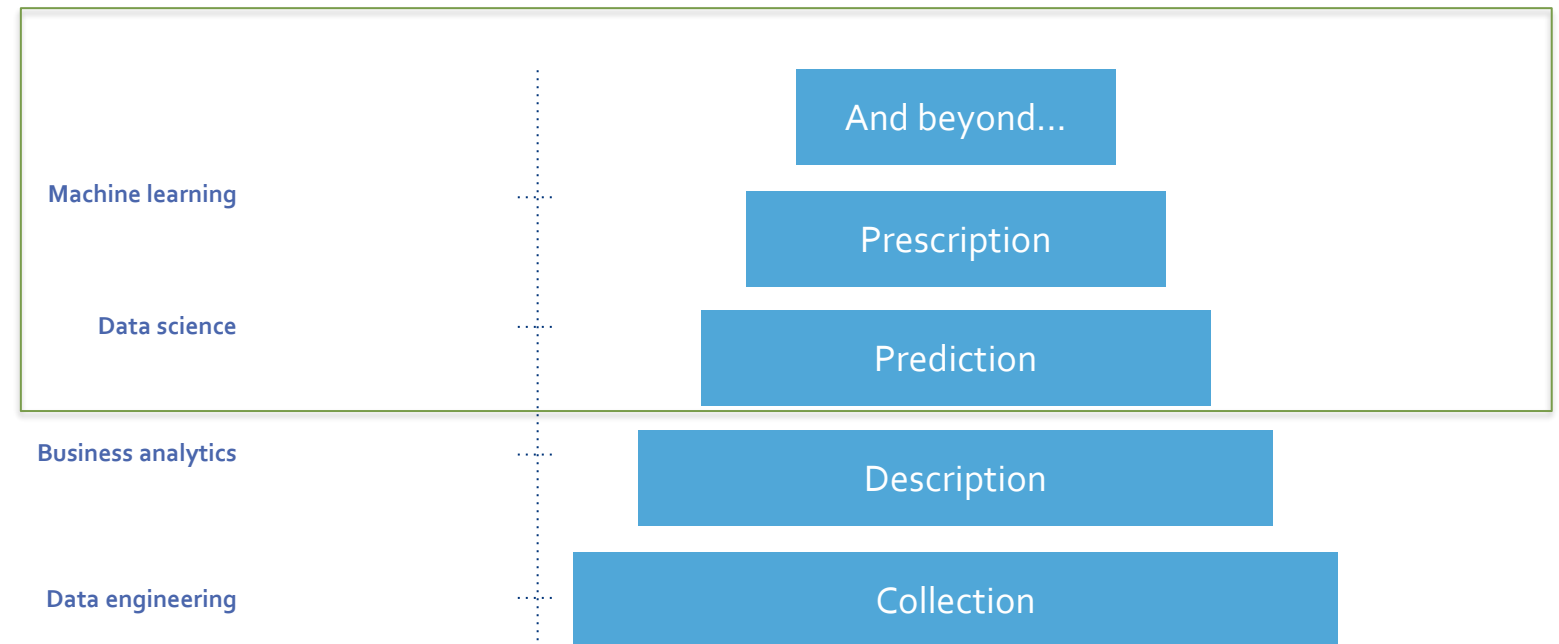 And beyond...
Machine learning
Prescription
Data science
Prediction
Business analytics
Description
Data engineering
Collection